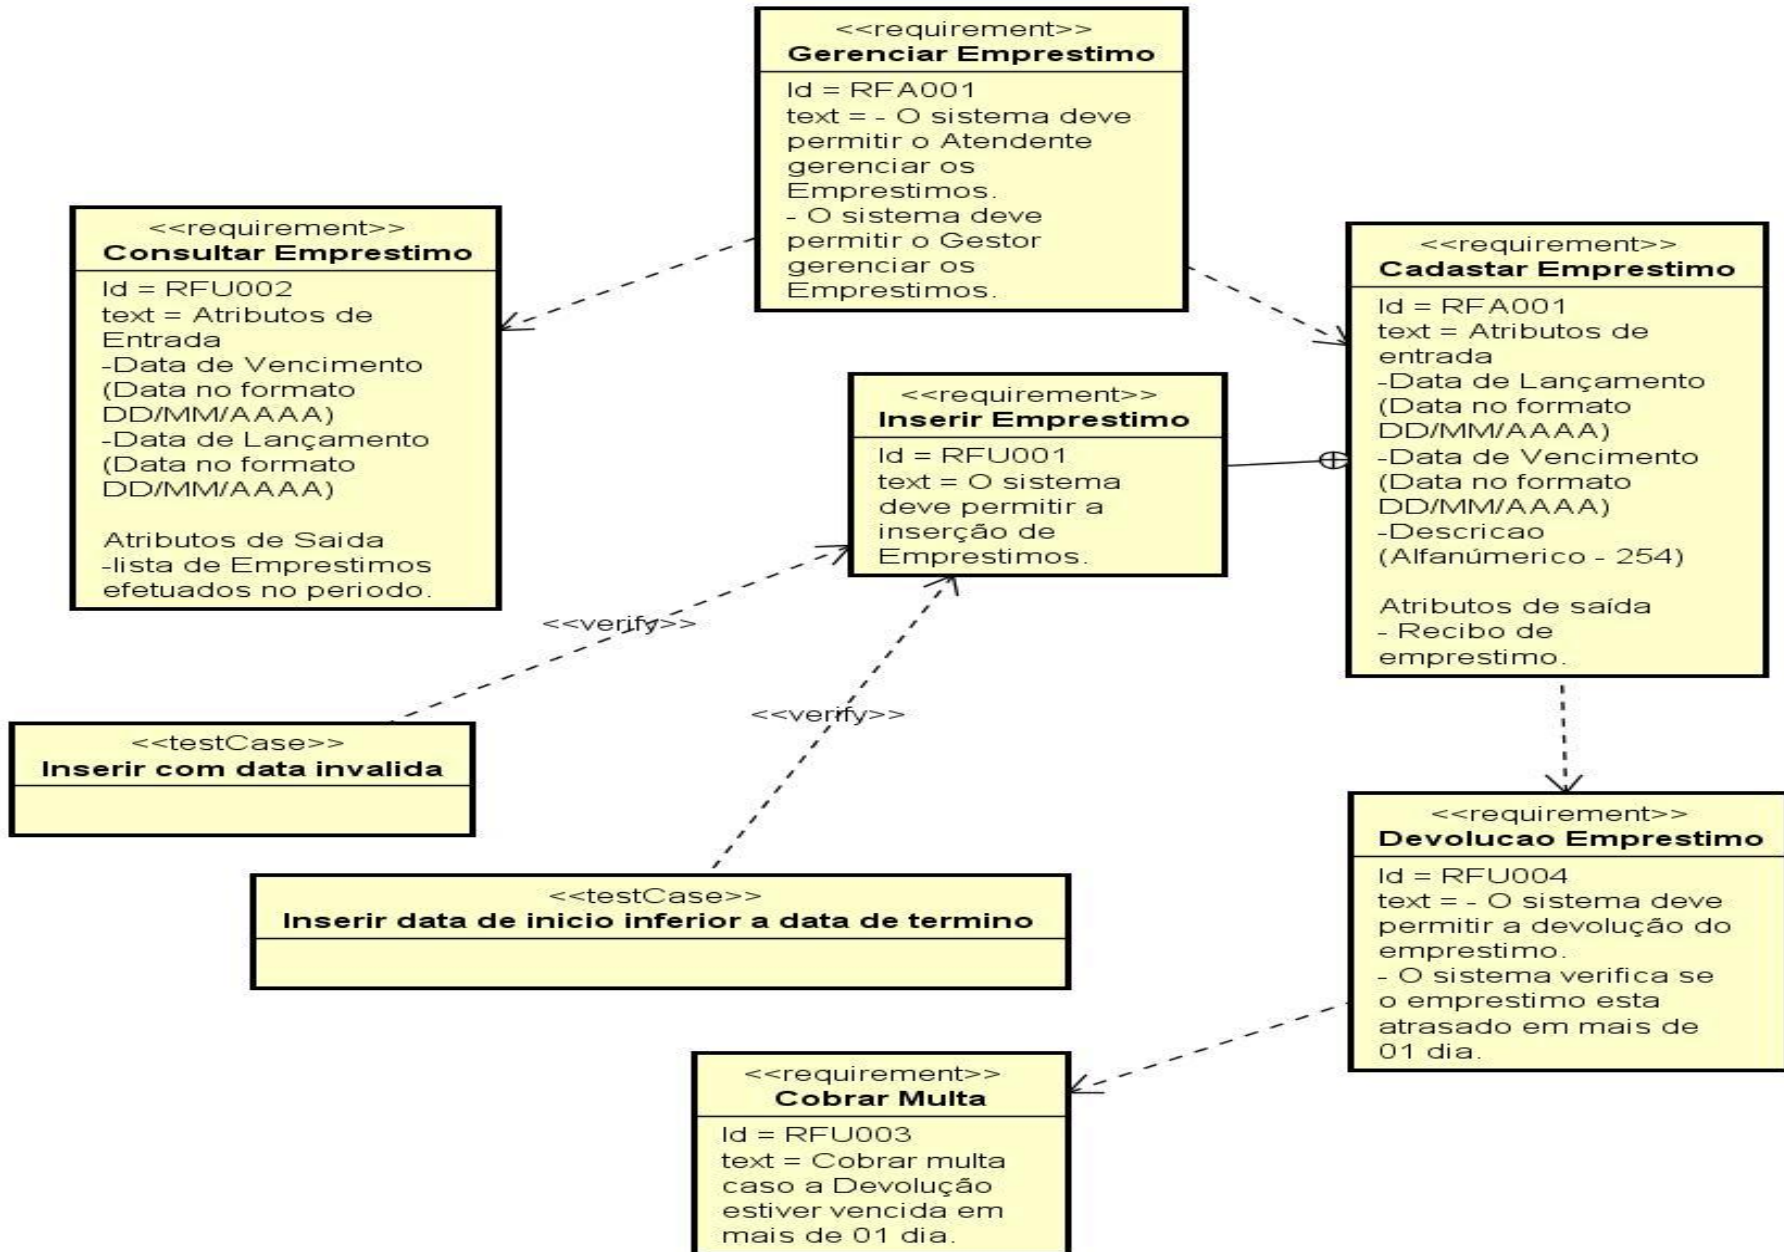 <<requirement>>
Gerenciar Emprestimo
Id = RFA001
text = - O sistema deve
permitir o Atendente
gerenciar os
Emprestimos.
- O sistema deve
permitir o Gestor
gerenciar os
Emprestimos.
<<requirement>>
Consultar Emprestimo
Id = RFU002
text = Atributos de
Entrada
-Data de Vencimento
(Data no formato
DD/MM/AAAA)
-Data de Lançamento
(Data no formato
DD/MM/AAAA)
Atributos de Saida
-lista de Emprestimos
efetuados no periodo.
<<requirement>>
Cadastar Emprestimo
Id = RFA001
text = Atributos de
entrada
-Data de Lançamento
(Data no formato
DD/MM/AAAA)
-Data de Vencimento
(Data no formato
DD/MM/AAAA)
-Descricao
(Alfanúmerico - 254)
Atributos de saída
- Recibo de
emprestimo.
<<requirement>>
Inserir Emprestimo
Id = RFU001
text = O sistema
deve permitir a
inserção de
Emprestimos.
<<verify>>
<<verify>>
<<testCase>>
Inserir com data invalida
<<testCase>>
Inserir data de inicio inferior a data de termino
<<requirement>>
Devolucao Emprestimo
Id = RFU004
text = - O sistema deve
permitir a devolução do
emprestimo.
- O sistema verifica se
o emprestimo esta
atrasado em mais de
01 dia.
<<requirement>>
Cobrar Multa
Id = RFU003
text = Cobrar multa
caso a Devolução
estiver vencida em
mais de 01 dia.